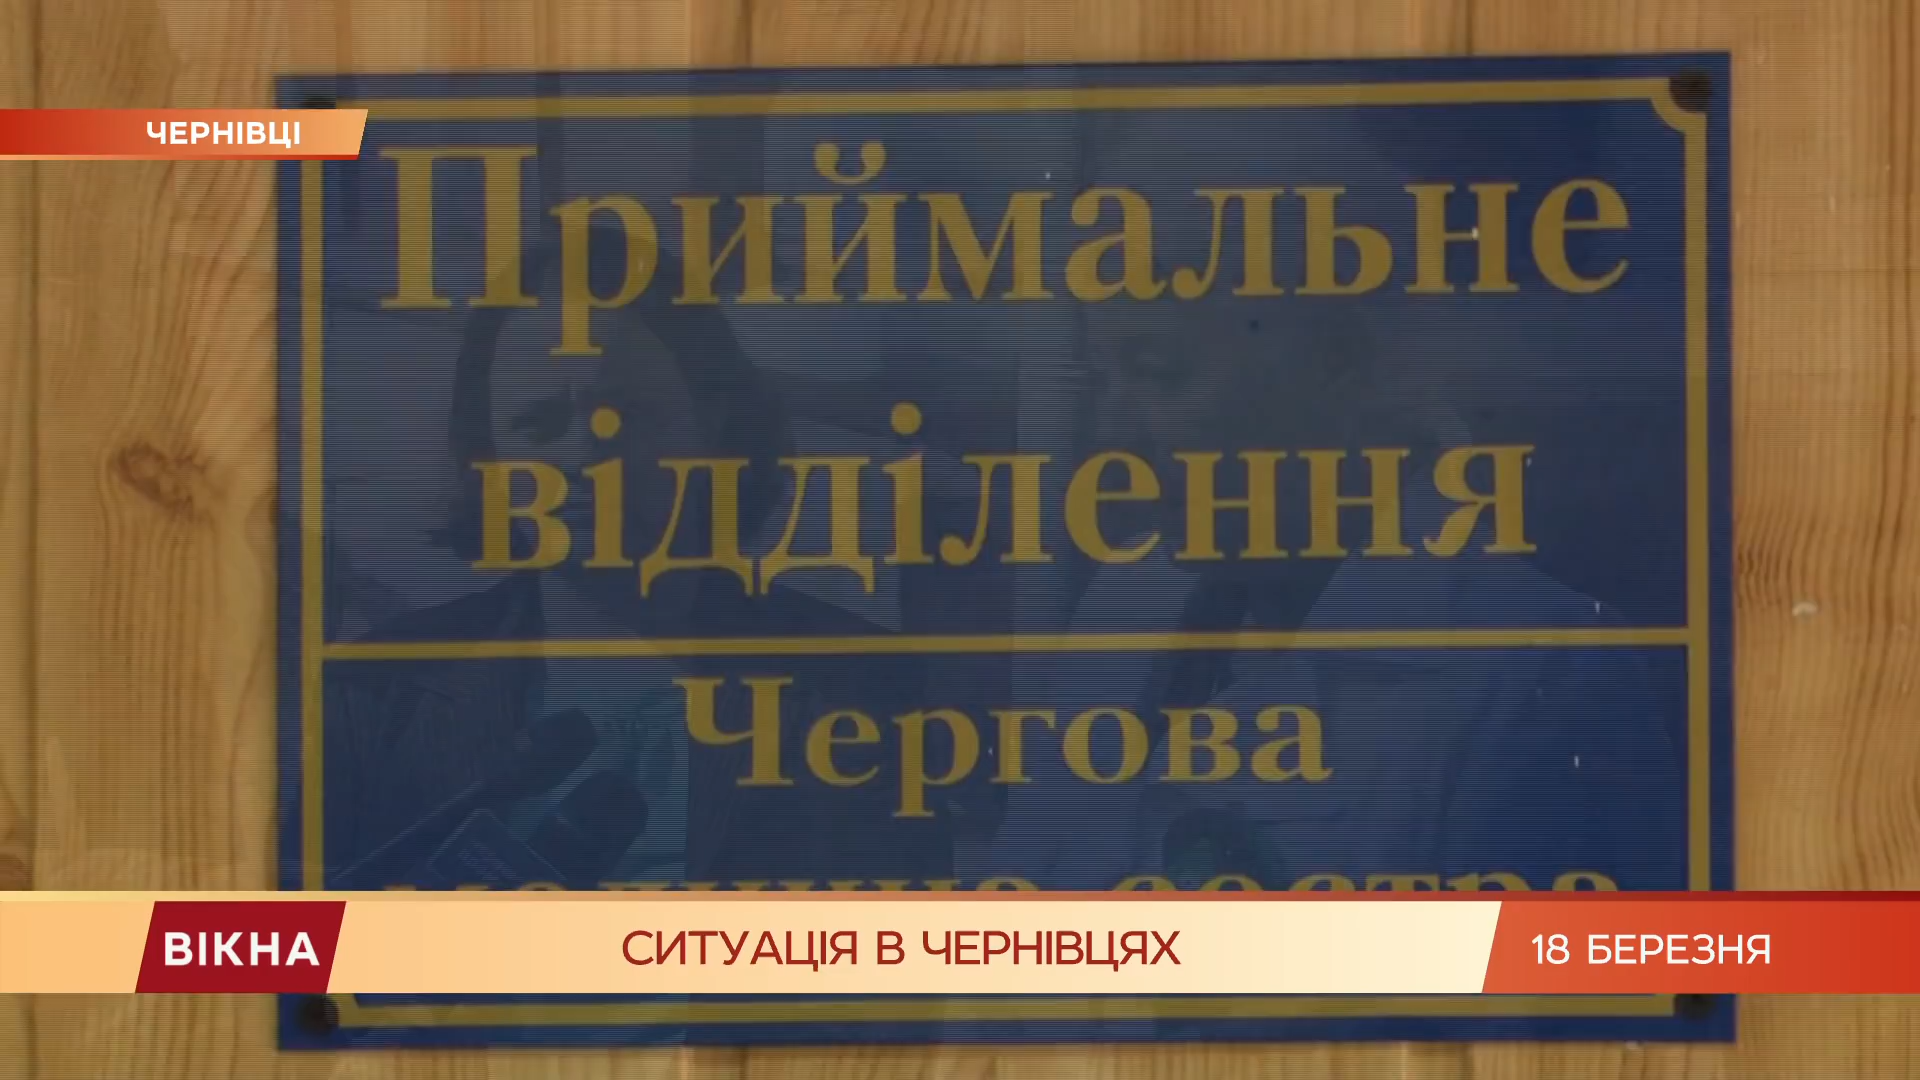 ЧЕРНІВЦІ
Приймальне
відділення
Чергова
ВІКНА
СИТУАЦІЯ В ЧЕРНІВЦЯХ
18 БЕРЕЗНЯ